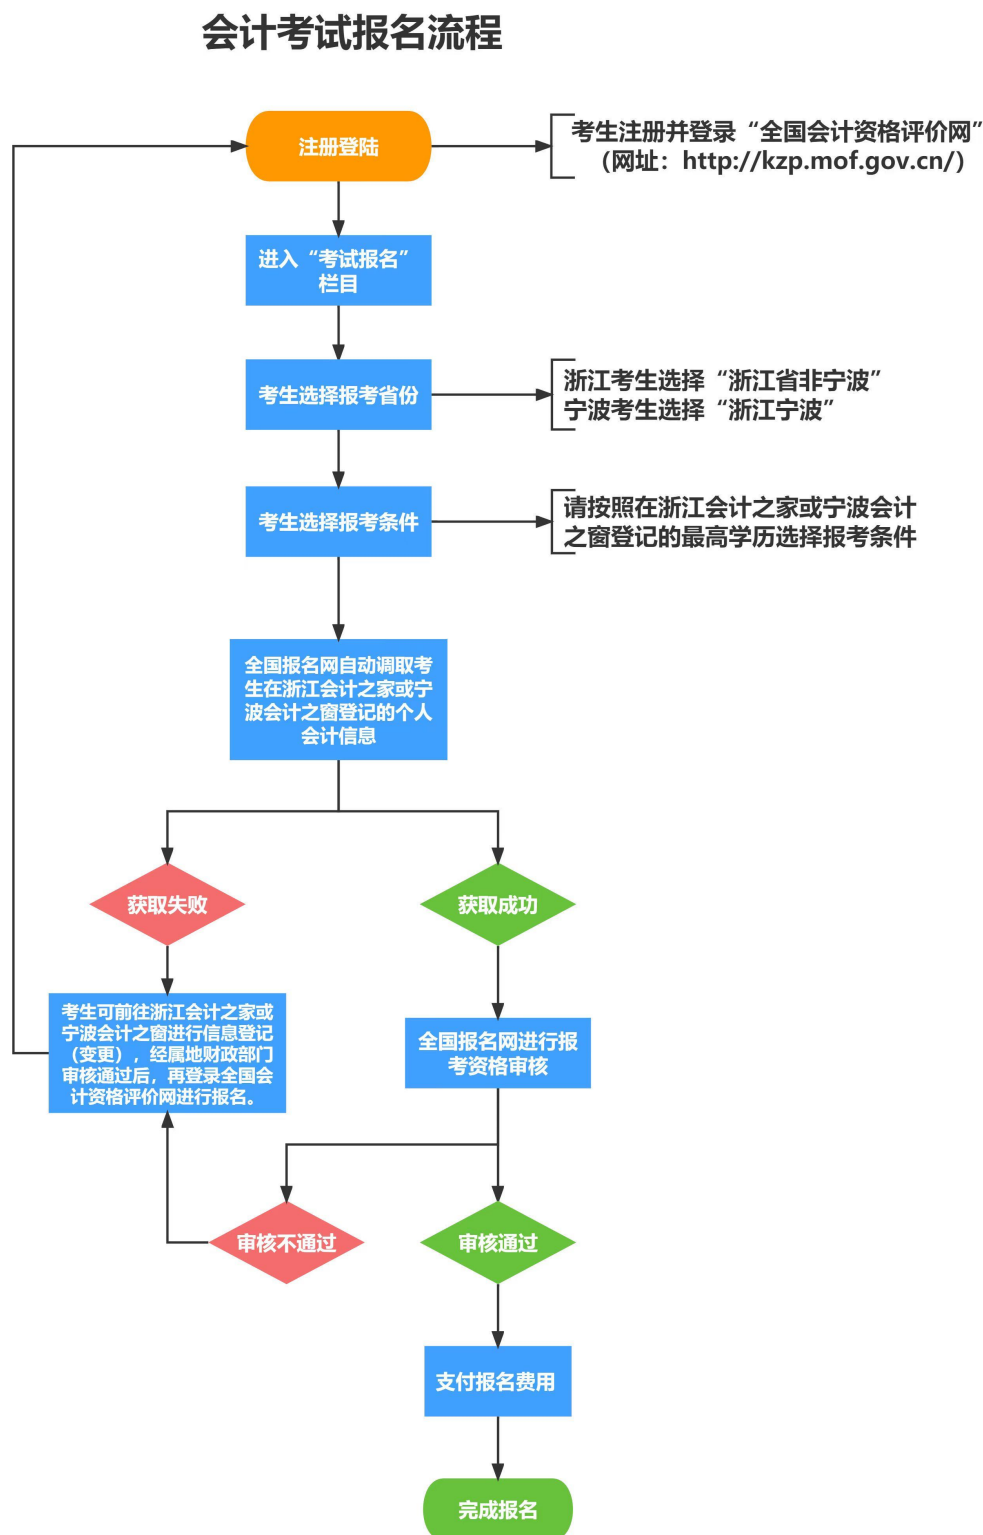 会计考试报名流程
注册登陆
考生注册并登录“全国会计资格评价网”
（网址：http://kzp.mof.gov.cn/）
进入“考试报名”
栏目
考生选择报考省份
浙江考生选择“浙江省非宁波”
宁波考生选择“浙江宁波”
考生选择报考条件
请按照在浙江会计之家或宁波会计
之窗登记的最高学历选择报考条件
全国报名网自动调取考
生在浙江会计之家或宁
波会计之窗登记的个人
会计信息
获取失败
获取成功
考生可前往浙江会计之家或
宁波会计之窗进行信息登记
（变更），经属地财政部门
审核通过后，再登录全国会
计资格评价网进行报名。
全国报名网进行报
考资格审核
审核不通过
审核通过
支付报名费用
完成报名